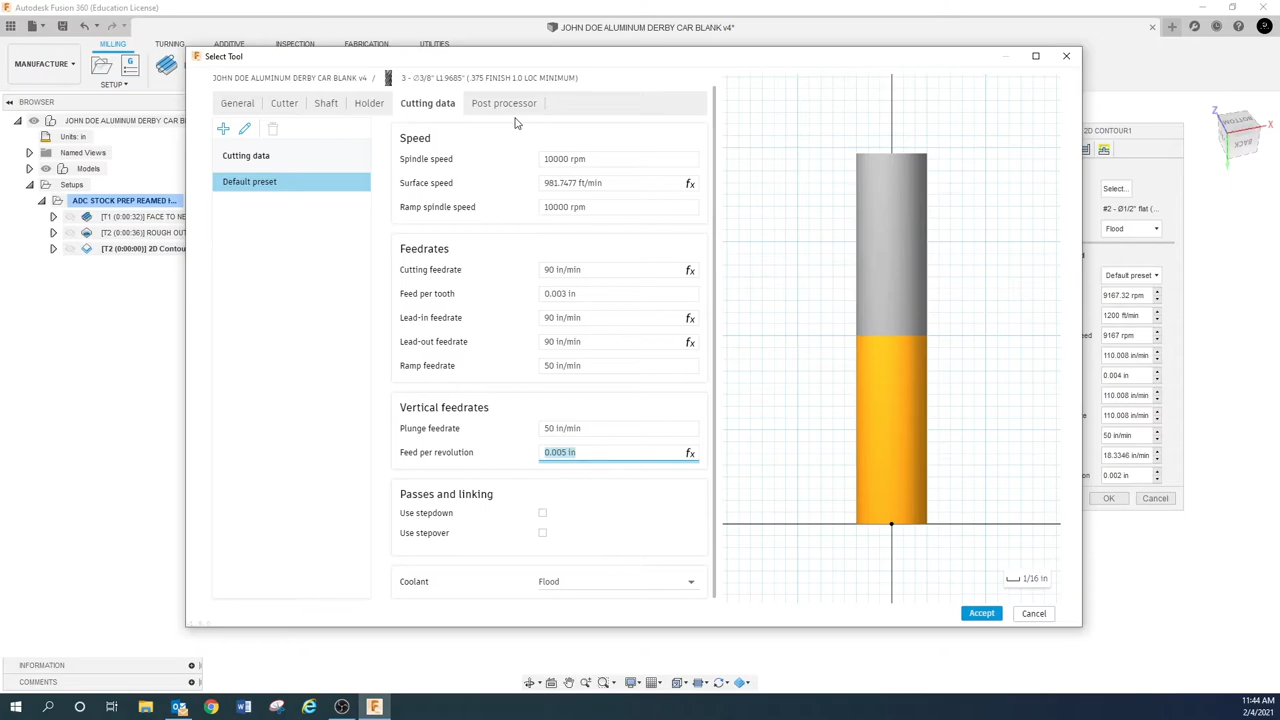 Autodesk Fusion 360 (Education License)
JOHN DOE ALUMINUM DERBY CAR BLANK v4*
MANUFACTURE
MILLING
TURNING
ADDITIVE
INSPECTION
FABRICATION
UTILITIES
SETUP
BROWSER
JOHN DOE ALUMINUM DERBY CAR B
Units: in
Named Views
Models
Setups
ADC STOCK PREP REAMED H...
[T1 (0:00:32)] FACE TO NE
[T2 (0:00:36)] ROUGH OUT
[T2 (0:00:00)] 2D Contou
Select Tool
JOHN DOE ALUMINUM DERBY CAR BLANK v4 / 3 - Ø3/8" L1.9685" (.375 FINISH 1.0 LOC MINIMUM)
General Cutter Shaft Holder Cutting data Post processor
Cutting data
Default preset
Speed
Spindle speed 10000 rpm
Surface speed 981.7477 ft/min fx
Ramp spindle speed 10000 rpm
Feedrates
Cutting feedrate 90 in/min fx
Feed per tooth 0.003 in
Lead-in feedrate 90 in/min fx
Lead-out feedrate 90 in/min fx
Ramp feedrate 50 in/min
Vertical feedrates
Plunge feedrate 50 in/min
Feed per revolution 0.005 in fx
Passes and linking
Use stepdown
Use stepover
Coolant Flood
1/16 in
Accept Cancel
BOTTOM
BACK
Z
X
2D CONTOUR1
Select...
#2 - Ø1/2" flat (...
Flood
Default preset
9167.32 rpm
1200 ft/min
eed 9167 rpm
110.008 in/min
0.004 in
110.008 in/min
110.008 in/min
50 in/min
18.3346 in/min
0.002 in
OK Cancel
INFORMATION
COMMENTS
11:44 AM
2/4/2021